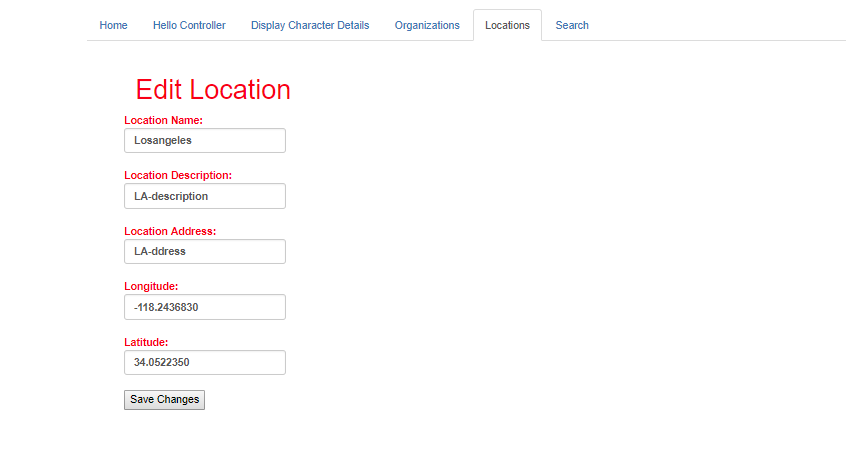 Home Hello Controller Display Character Details Organizations Locations Search
Edit Location
Location Name:
Losangeles
Location Description:
LA-description
Location Address:
LA-ddress
Longitude:
-118.2436830
Latitude:
34.0522350
Save Changes